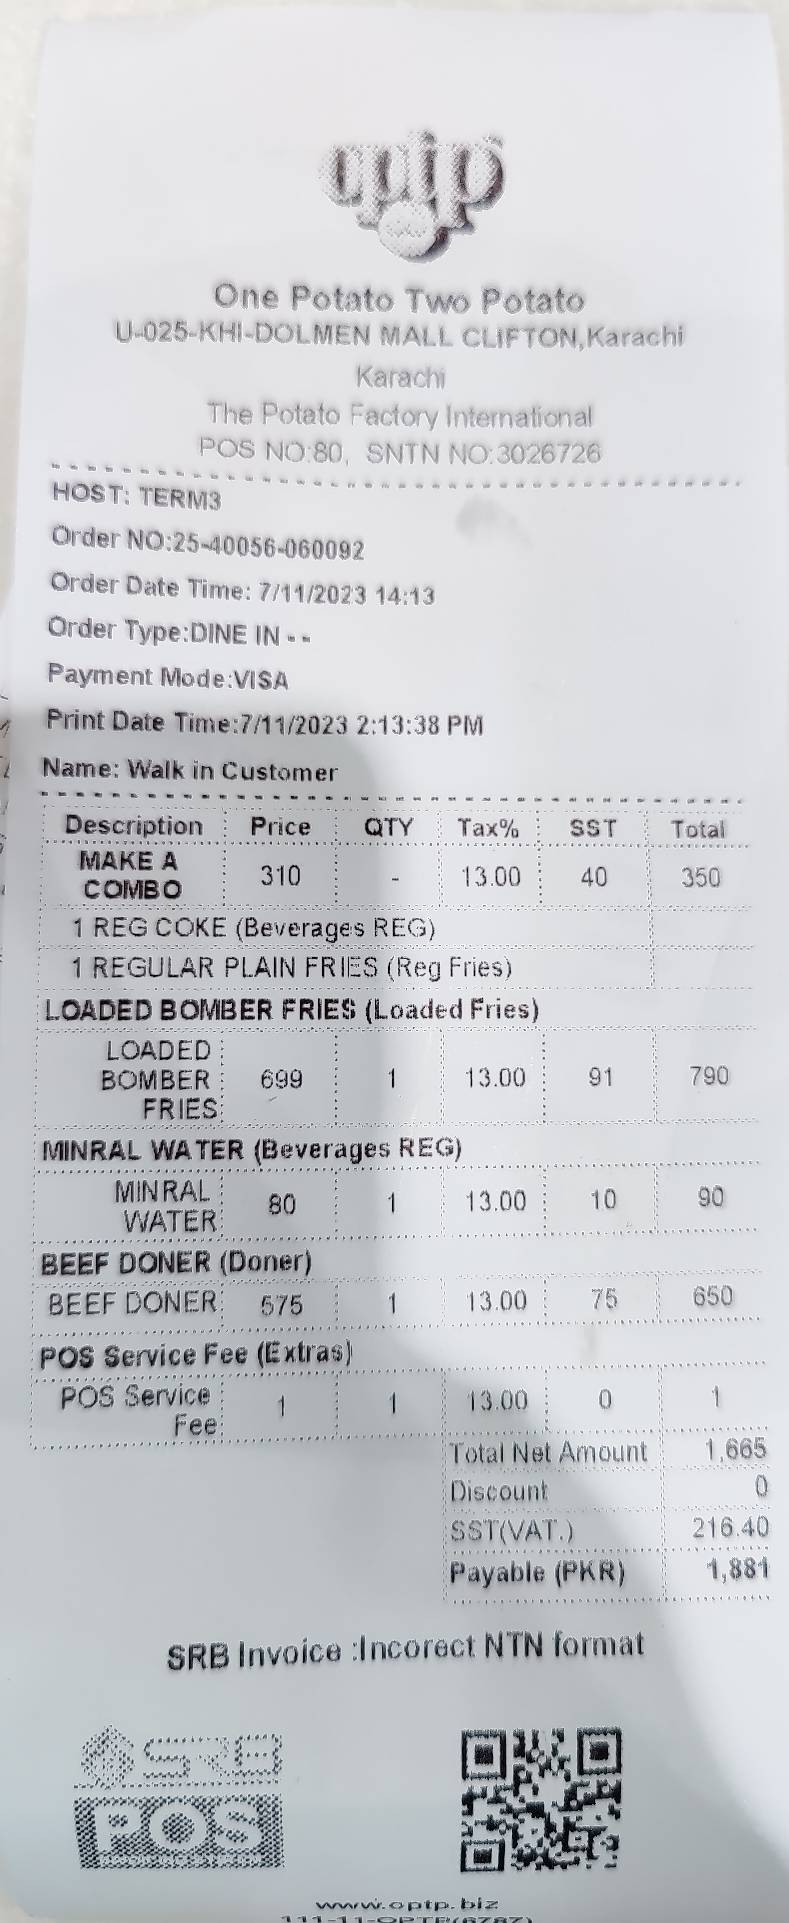 optp
One Potato Two Potato
U-025-KHI-DOLMEN MALL CLIFTON,Karachi
Karachi
The Potato Factory International
POS NO:80, SNTN NO:3026726
HOST: TERM3
Order NO:25-40056-060092
Order Date Time: 7/11/2023 14:13
Order Type:DINE IN - -
Payment Mode:VISA
Print Date Time:7/11/2023 2:13:38 PM
Name: Walk in Customer
Description Price QTY Tax% SST Total
MAKE A COMBO 310 - 13.00 40 350
1 REG COKE (Beverages REG)
1 REGULAR PLAIN FRIES (Reg Fries)
LOADED BOMBER FRIES (Loaded Fries)
LOADED BOMBER FRIES 699 1 13.00 91 790
MINRAL WATER (Beverages REG)
MINRAL WATER 80 1 13.00 10 90
BEEF DONER (Doner)
BEEF DONER 575 1 13.00 75 650
POS Service Fee (Extras)
POS Service Fee 1 1 13.00 0 1
Total Net Amount 1,665
Discount 0
SST(VAT.) 216.40
Payable (PKR) 1,881
SRB Invoice :Incorect NTN format
SRB
POS
www.optp.biz
111-11-OPTP(6787)